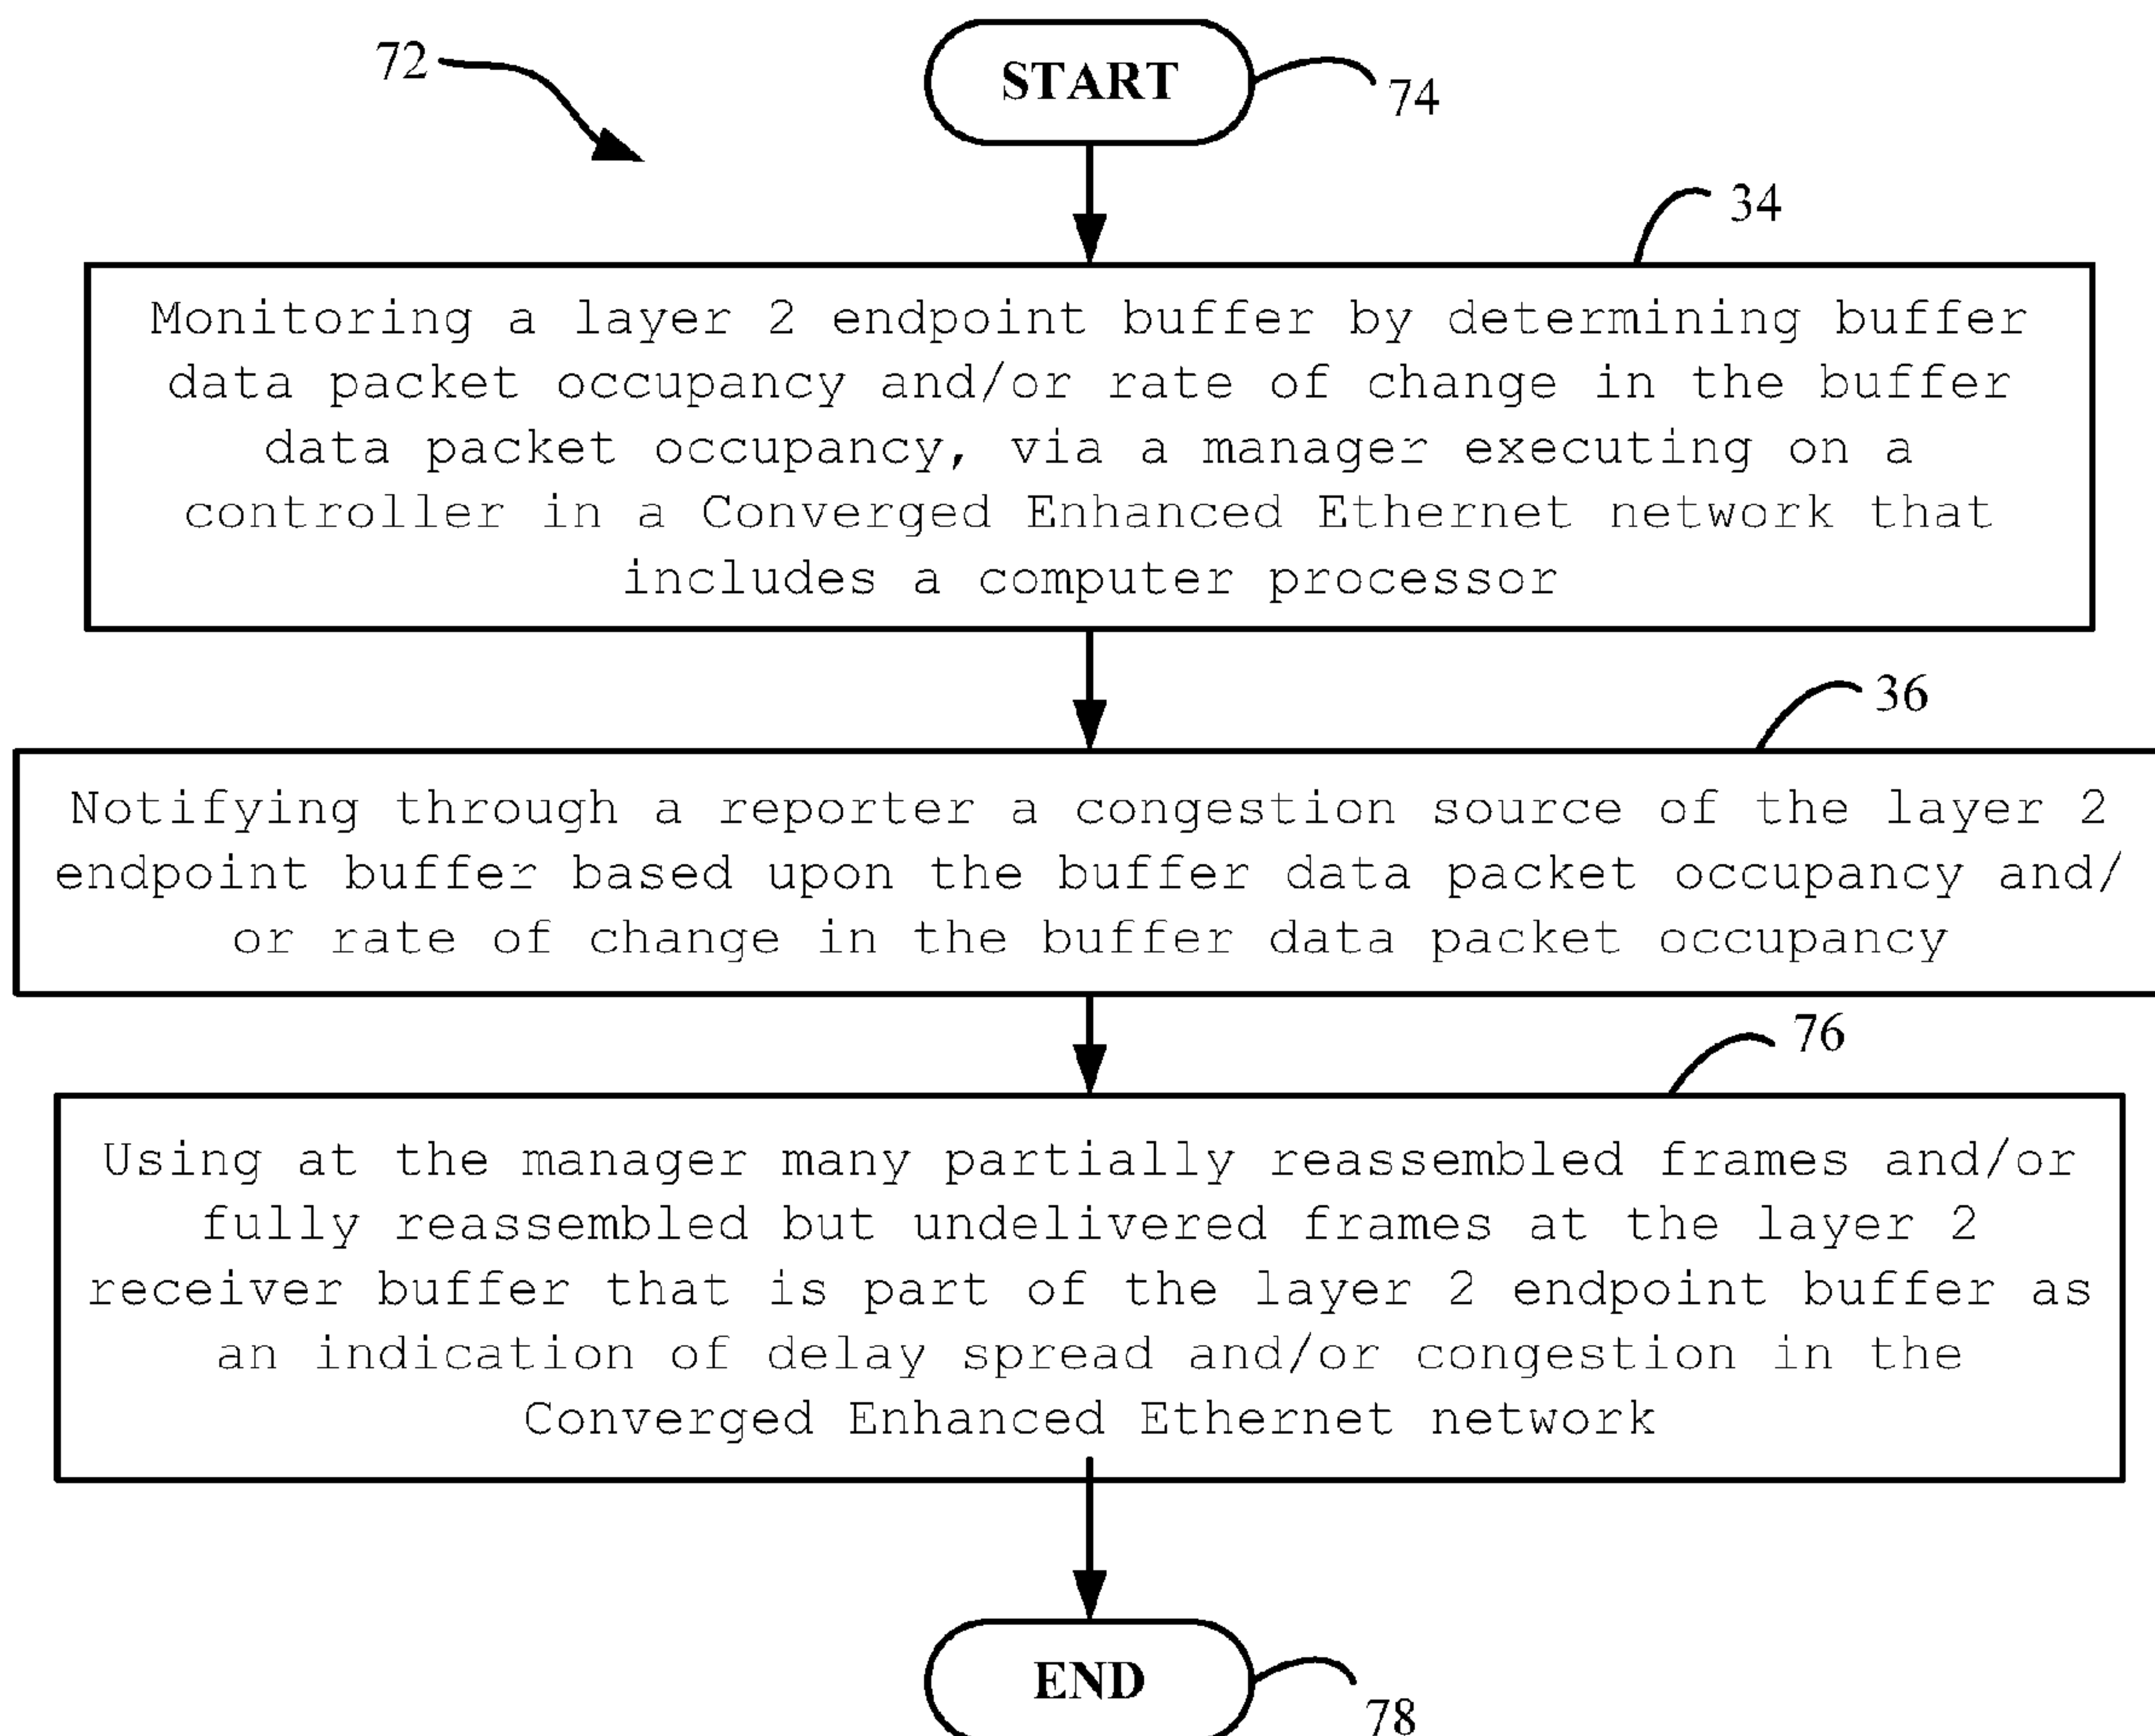 72
START
74
34
Monitoring a layer 2 endpoint buffer by determining buffer
data packet occupancy and/or rate of change in the buffer
data packet occupancy, via a manager executing on a
controller in a Converged Enhanced Ethernet network that
includes a computer processor
36
Notifying through a reporter a congestion source of the layer 2
endpoint buffer based upon the buffer data packet occupancy and/
or rate of change in the buffer data packet occupancy
76
Using at the manager many partially reassembled frames and/or
fully reassembled but undelivered frames at the layer 2
receiver buffer that is part of the layer 2 endpoint buffer as
an indication of delay spread and/or congestion in the
Converged Enhanced Ethernet network
END
78